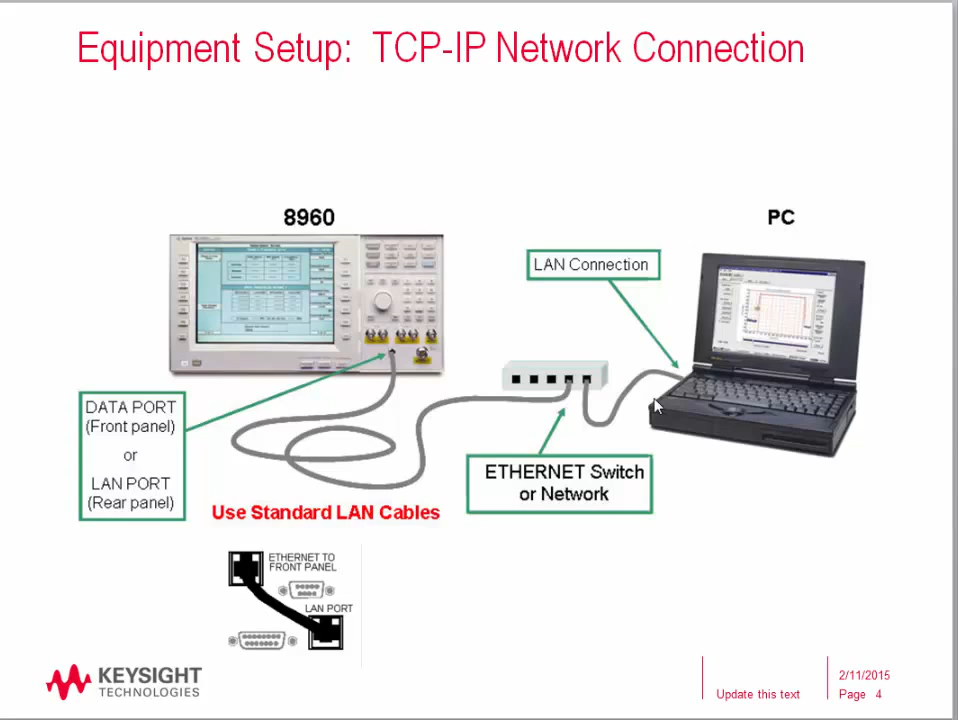 Equipment Setup: TCP-IP Network Connection
8960
PC
LAN Connection
DATA PORT
(Front panel)
or
LAN PORT
(Rear panel)
ETHERNET Switch
or Network
Use Standard LAN Cables
ETHERNET TO
FRONT PANEL
LAN PORT
KEYSIGHT
TECHNOLOGIES
Update this text
2/11/2015
Page 4